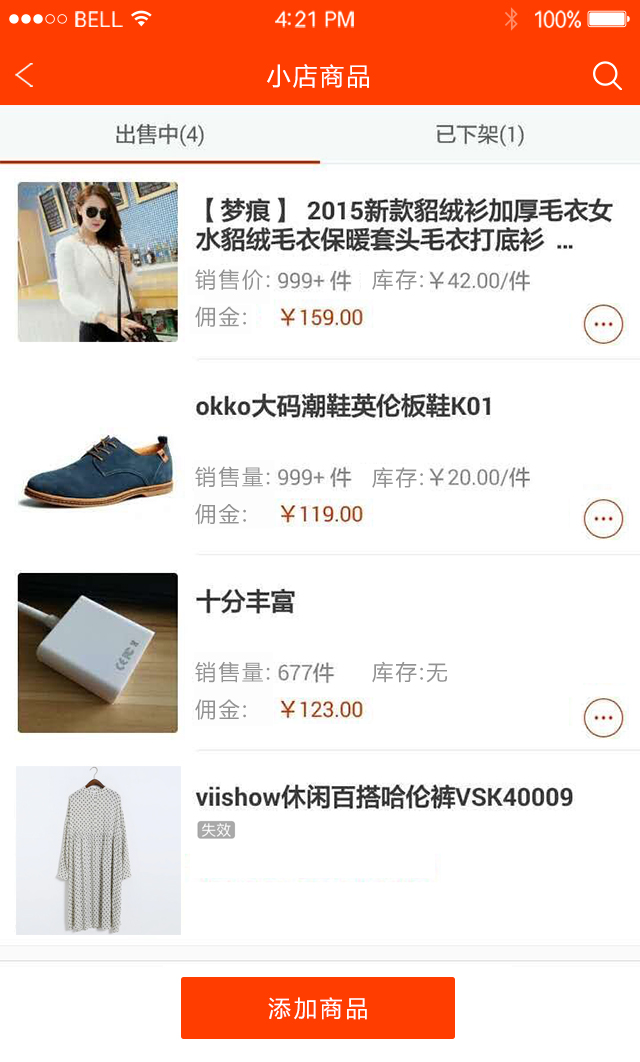 BELL 4:21 PM 100%
小店商品
出售中(4) 已下架(1)
【 梦痕 】 2015新款貂绒衫加厚毛衣女
水貂绒毛衣保暖套头毛衣打底衫 ...
销售价: 999+ 件 库存:￥42.00/件
佣金: ￥159.00
okko大码潮鞋英伦板鞋K01
销售量: 999+ 件 库存:￥20.00/件
佣金: ￥119.00
十分丰富
销售量: 677件 库存:无
佣金: ￥123.00
viishow休闲百搭哈伦裤VSK40009
失效
添加商品